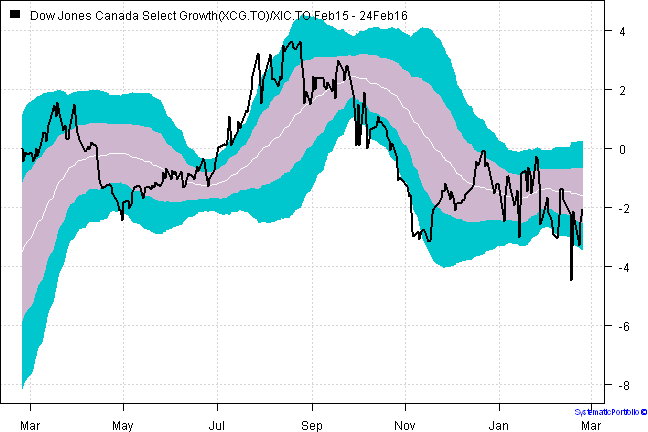 Dow Jones Canada Select Growth(XCG.TO)/XIC.TO Feb15 - 24Feb16
4
2
0
-2
-4
-6
-8
SystematicPortfolio ©
Mar May Jul Sep Nov Jan Mar